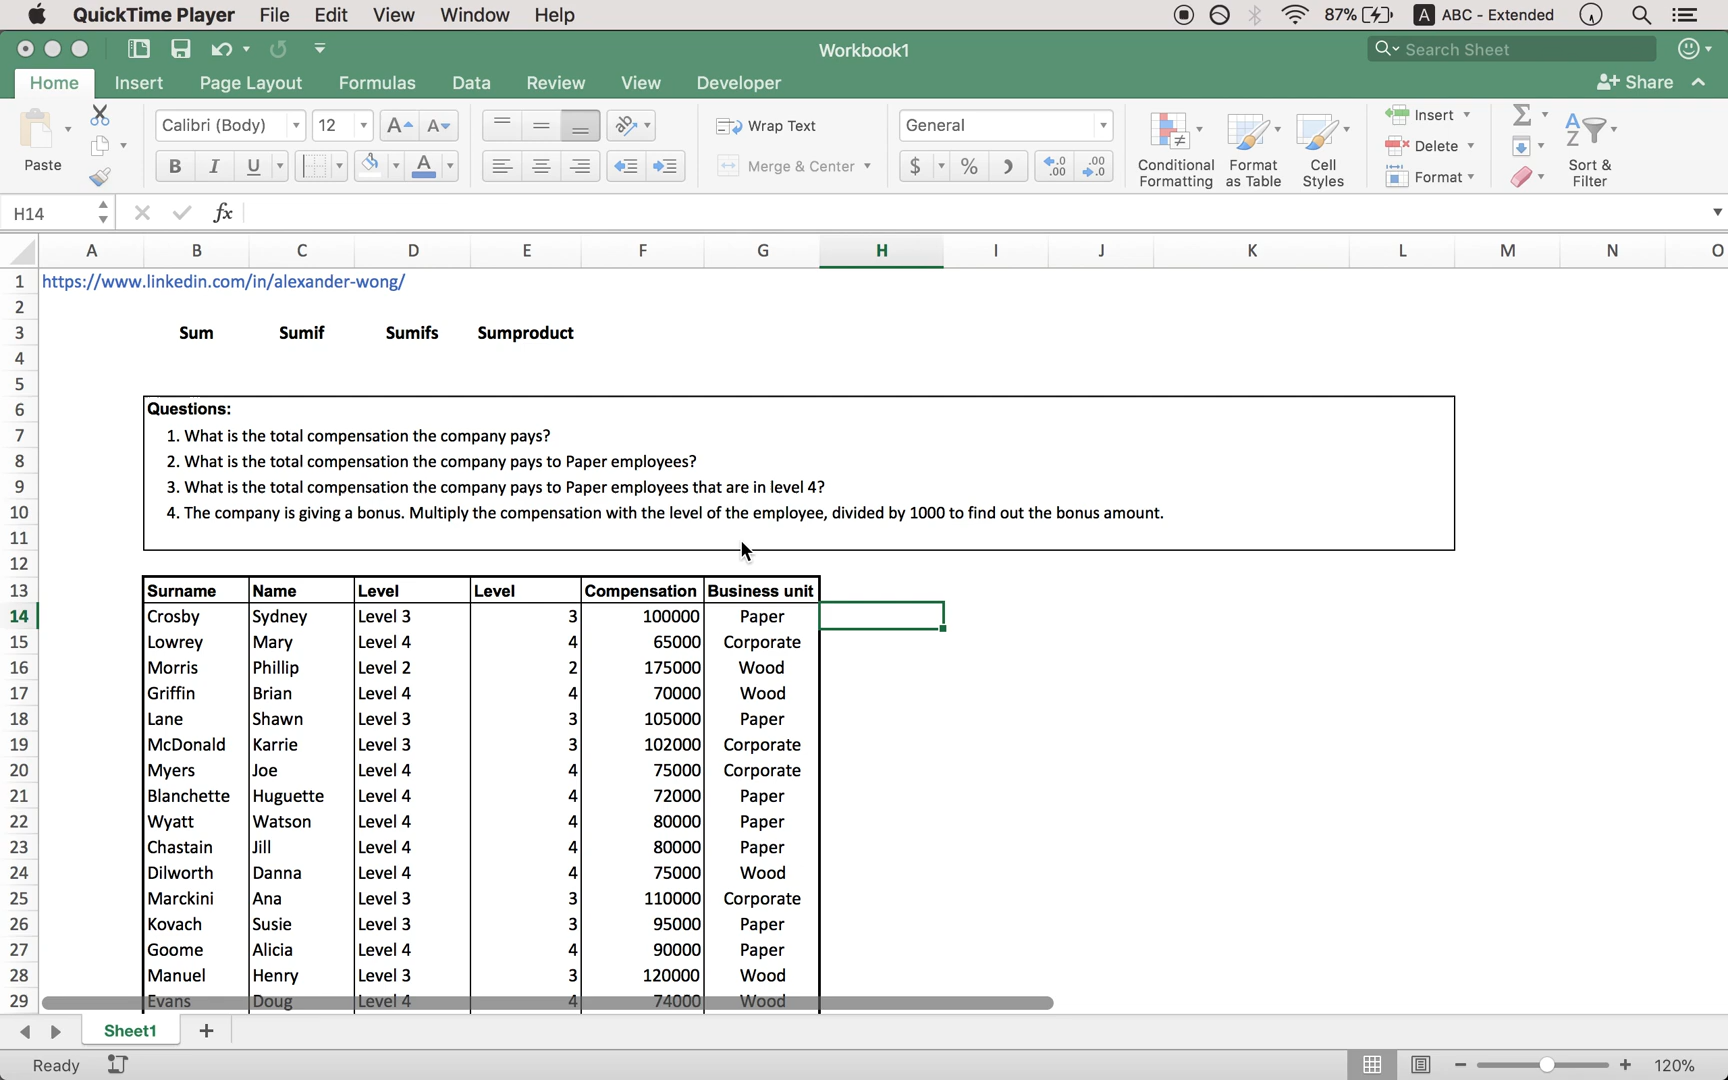 QuickTime Player File Edit View Window Help 87% A ABC - Extended
Workbook1 Search Sheet
Home Insert Page Layout Formulas Data Review View Developer Share
Paste Calibri (Body) 12 A A B I U A Wrap Text Merge & Center General $ % .0 .00 .00 .0 Conditional Formatting Format as Table Cell Styles Insert Delete Format Σ A Z Sort & Filter
H14 fx
A B C D E F G H I J K L M N O
1 https://www.linkedin.com/in/alexander-wong/
2
3 Sum Sumif Sumifs Sumproduct
4
5
6 Questions:
7 1. What is the total compensation the company pays?
8 2. What is the total compensation the company pays to Paper employees?
9 3. What is the total compensation the company pays to Paper employees that are in level 4?
10 4. The company is giving a bonus. Multiply the compensation with the level of the employee, divided by 1000 to find out the bonus amount.
11
12
13 Surname Name Level Level Compensation Business unit
14 Crosby Sydney Level 3 3 100000 Paper
15 Lowrey Mary Level 4 4 65000 Corporate
16 Morris Phillip Level 2 2 175000 Wood
17 Griffin Brian Level 4 4 70000 Wood
18 Lane Shawn Level 3 3 105000 Paper
19 McDonald Karrie Level 3 3 102000 Corporate
20 Myers Joe Level 4 4 75000 Corporate
21 Blanchette Huguette Level 4 4 72000 Paper
22 Wyatt Watson Level 4 4 80000 Paper
23 Chastain Jill Level 4 4 80000 Paper
24 Dilworth Danna Level 4 4 75000 Wood
25 Marckini Ana Level 3 3 110000 Corporate
26 Kovach Susie Level 3 3 95000 Paper
27 Goome Alicia Level 4 4 90000 Paper
28 Manuel Henry Level 3 3 120000 Wood
29 Evans Doug Level 4 4 74000 Wood
Sheet1 +
Ready 120%